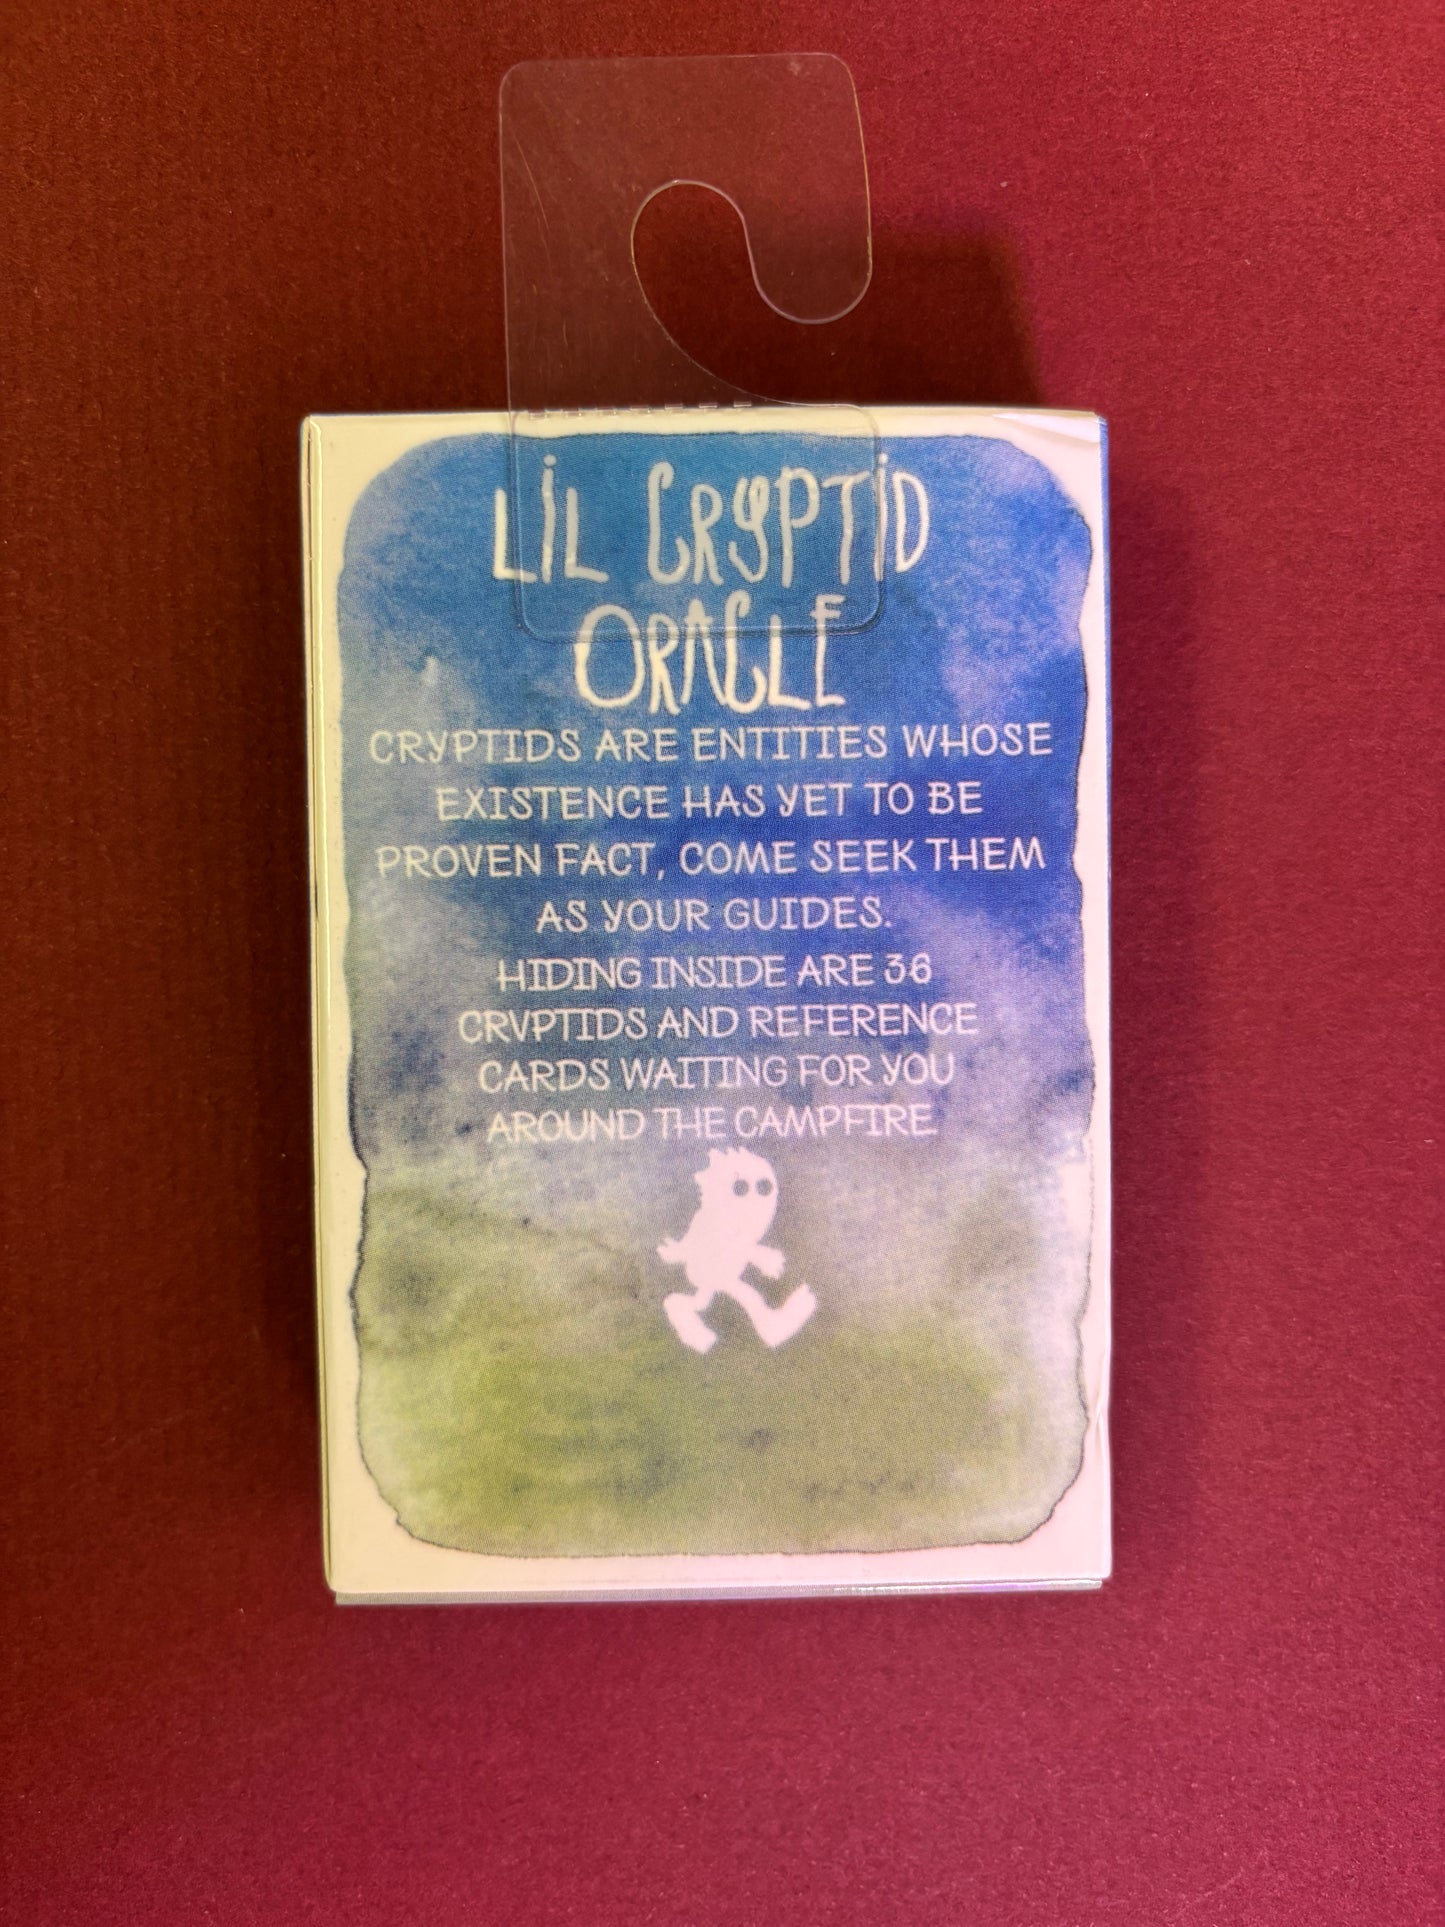 LIL CRYPTID
ORACLE
CRYPTIDS ARE ENTITIES WHOSE
EXISTENCE HAS YET TO BE
PROVEN FACT, COME SEEK THEM
AS YOUR GUIDES.
HIDING INSIDE ARE 36
CRVPTIDS AND REFERENCE
CARDS WAITING FOR YOU
AROUND THE CAMPFIRE